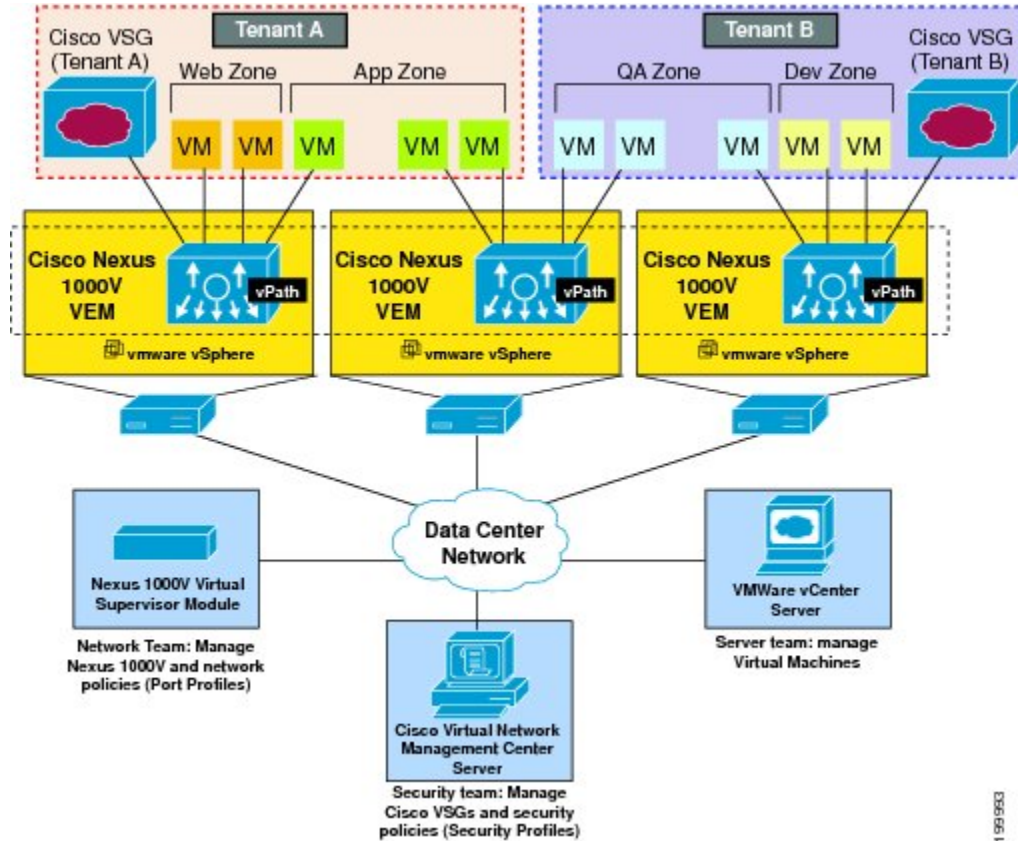 Tenant A
Tenant B
Cisco VSG
(Tenant A)
Web Zone
App Zone
QA Zone
Dev Zone
Cisco VSG
(Tenant B)
VM
VM
VM
VM
VM
VM
VM
VM
VM
VM
Cisco Nexus
1000V
VEM
vPath
vmware vSphere
Cisco Nexus
1000V
VEM
vPath
vmware vSphere
Cisco Nexus
1000V
VEM
vPath
vmware vSphere
Data Center
Network
Nexus 1000V Virtual
Supervisor Module
Network Team: Manage
Nexus 1000V and network
policies (Port Profiles)
VMWare vCenter
Server
Server team: manage
Virtual Machines
Cisco Virtual Network
Management Center
Server
Security team: Manage
Cisco VSGs and security
policies (Security Profiles)